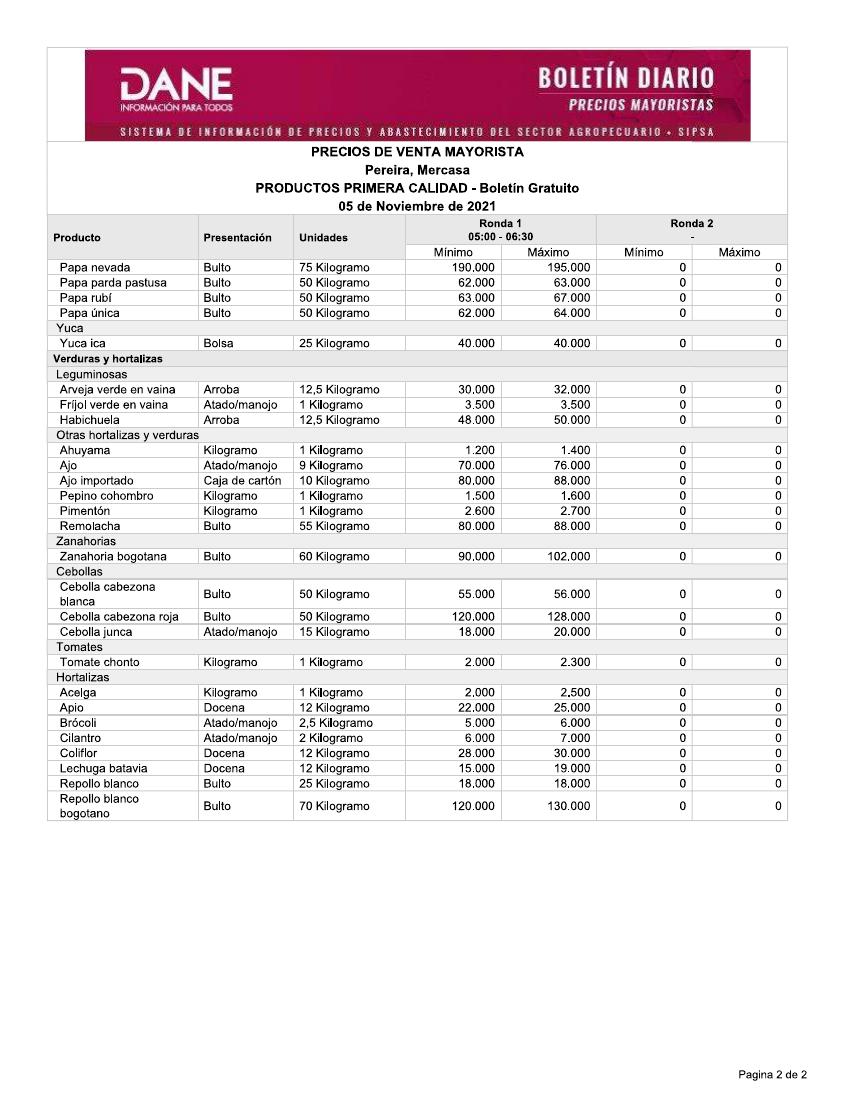 DANE
INFORMACIÓN PARA TODOS
BOLETÍN DIARIO
PRECIOS MAYORISTAS
SISTEMA DE INFORMACIÓN DE PRECIOS Y ABASTECIMIENTO DEL SECTOR AGROPECUARIO • SIPSA
PRECIOS DE VENTA MAYORISTA
Pereira, Mercasa
PRODUCTOS PRIMERA CALIDAD - Boletín Gratuito
05 de Noviembre de 2021
Producto Presentación Unidades Ronda 1 Ronda 2
05:00 - 06:30 -
Mínimo Máximo Mínimo Máximo
Papa nevada Bulto 75 Kilogramo 190.000 195.000 0 0
Papa parda pastusa Bulto 50 Kilogramo 62.000 63.000 0 0
Papa rubí Bulto 50 Kilogramo 63.000 67.000 0 0
Papa única Bulto 50 Kilogramo 62.000 64.000 0 0
Yuca
Yuca ica Bolsa 25 Kilogramo 40.000 40.000 0 0
Verduras y hortalizas
Leguminosas
Arveja verde en vaina Arroba 12,5 Kilogramo 30.000 32.000 0 0
Fríjol verde en vaina Atado/manojo 1 Kilogramo 3.500 3.500 0 0
Habichuela Arroba 12,5 Kilogramo 48.000 50.000 0 0
Otras hortalizas y verduras
Ahuyama Kilogramo 1 Kilogramo 1.200 1.400 0 0
Ajo Atado/manojo 9 Kilogramo 70.000 76.000 0 0
Ajo importado Caja de cartón 10 Kilogramo 80.000 88.000 0 0
Pepino cohombro Kilogramo 1 Kilogramo 1.500 1.600 0 0
Pimentón Kilogramo 1 Kilogramo 2.600 2.700 0 0
Remolacha Bulto 55 Kilogramo 80.000 88.000 0 0
Zanahorias
Zanahoria bogotana Bulto 60 Kilogramo 90.000 102.000 0 0
Cebollas
Cebolla cabezona
blanca Bulto 50 Kilogramo 55.000 56.000 0 0
Cebolla cabezona roja Bulto 50 Kilogramo 120.000 128.000 0 0
Cebolla junca Atado/manojo 15 Kilogramo 18.000 20.000 0 0
Tomates
Tomate chonto Kilogramo 1 Kilogramo 2.000 2.300 0 0
Hortalizas
Acelga Kilogramo 1 Kilogramo 2.000 2.500 0 0
Apio Docena 12 Kilogramo 22.000 25.000 0 0
Brócoli Atado/manojo 2,5 Kilogramo 5.000 6.000 0 0
Cilantro Atado/manojo 2 Kilogramo 6.000 7.000 0 0
Coliflor Docena 12 Kilogramo 28.000 30.000 0 0
Lechuga batavia Docena 12 Kilogramo 15.000 19.000 0 0
Repollo blanco Bulto 25 Kilogramo 18.000 18.000 0 0
Repollo blanco
bogotano Bulto 70 Kilogramo 120.000 130.000 0 0
Pagina 2 de 2